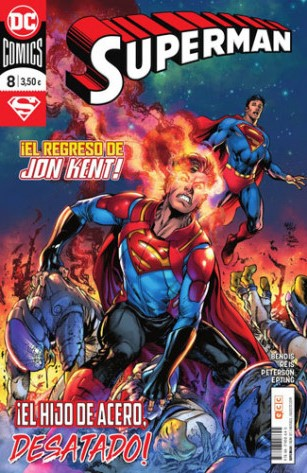 DC
COMICS
8 | 3,50 €
SUPERMAN
¡EL REGRESO DE
JON KENT!
¡EL HIJO DE ACERO,
DESATADO!
BENDIS
REIS
PETERSON
EPTING
ECC